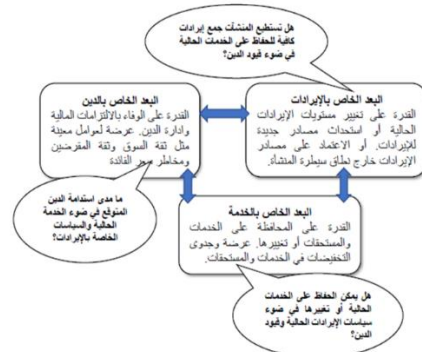 هل تستطيع المنشآت جمع إيرادات
كافية للحفاظ على الخدمات الحالية
في ضوء قيود الدين؟
البعد الخاص بالإيرادات
القدرة على تغيير مستويات الإيرادات
الحالية أو استحداث مصادر جديدة
للإيرادات. أو الاعتماد على مصادر
الإيرادات خارج نطاق سيطرة المنشأة.
البعد الخاص بالدين
القدرة على الوفاء بالالتزامات المالية
وإدارة الدين. عرضة لعوامل معينة
مثل ثقة السوق وثقة المقرضين
ومخاطر سعر الفائدة
ما مدى استدامة الدين
المتوقع في ضوء الخدمة
الحالية والسياسات
الخاصة بالإيرادات؟
البعد الخاص بالخدمة
القدرة على المحافظة على الخدمات
والمستحقات أو تغييرها. عرضة وجدوى
التخفيضات في الخدمات والمستحقات.
هل يمكن الحفاظ على الخدمات
الحالية أو تغييرها في ضوء
سياسات الإيرادات الحالية وقيود
الدين؟